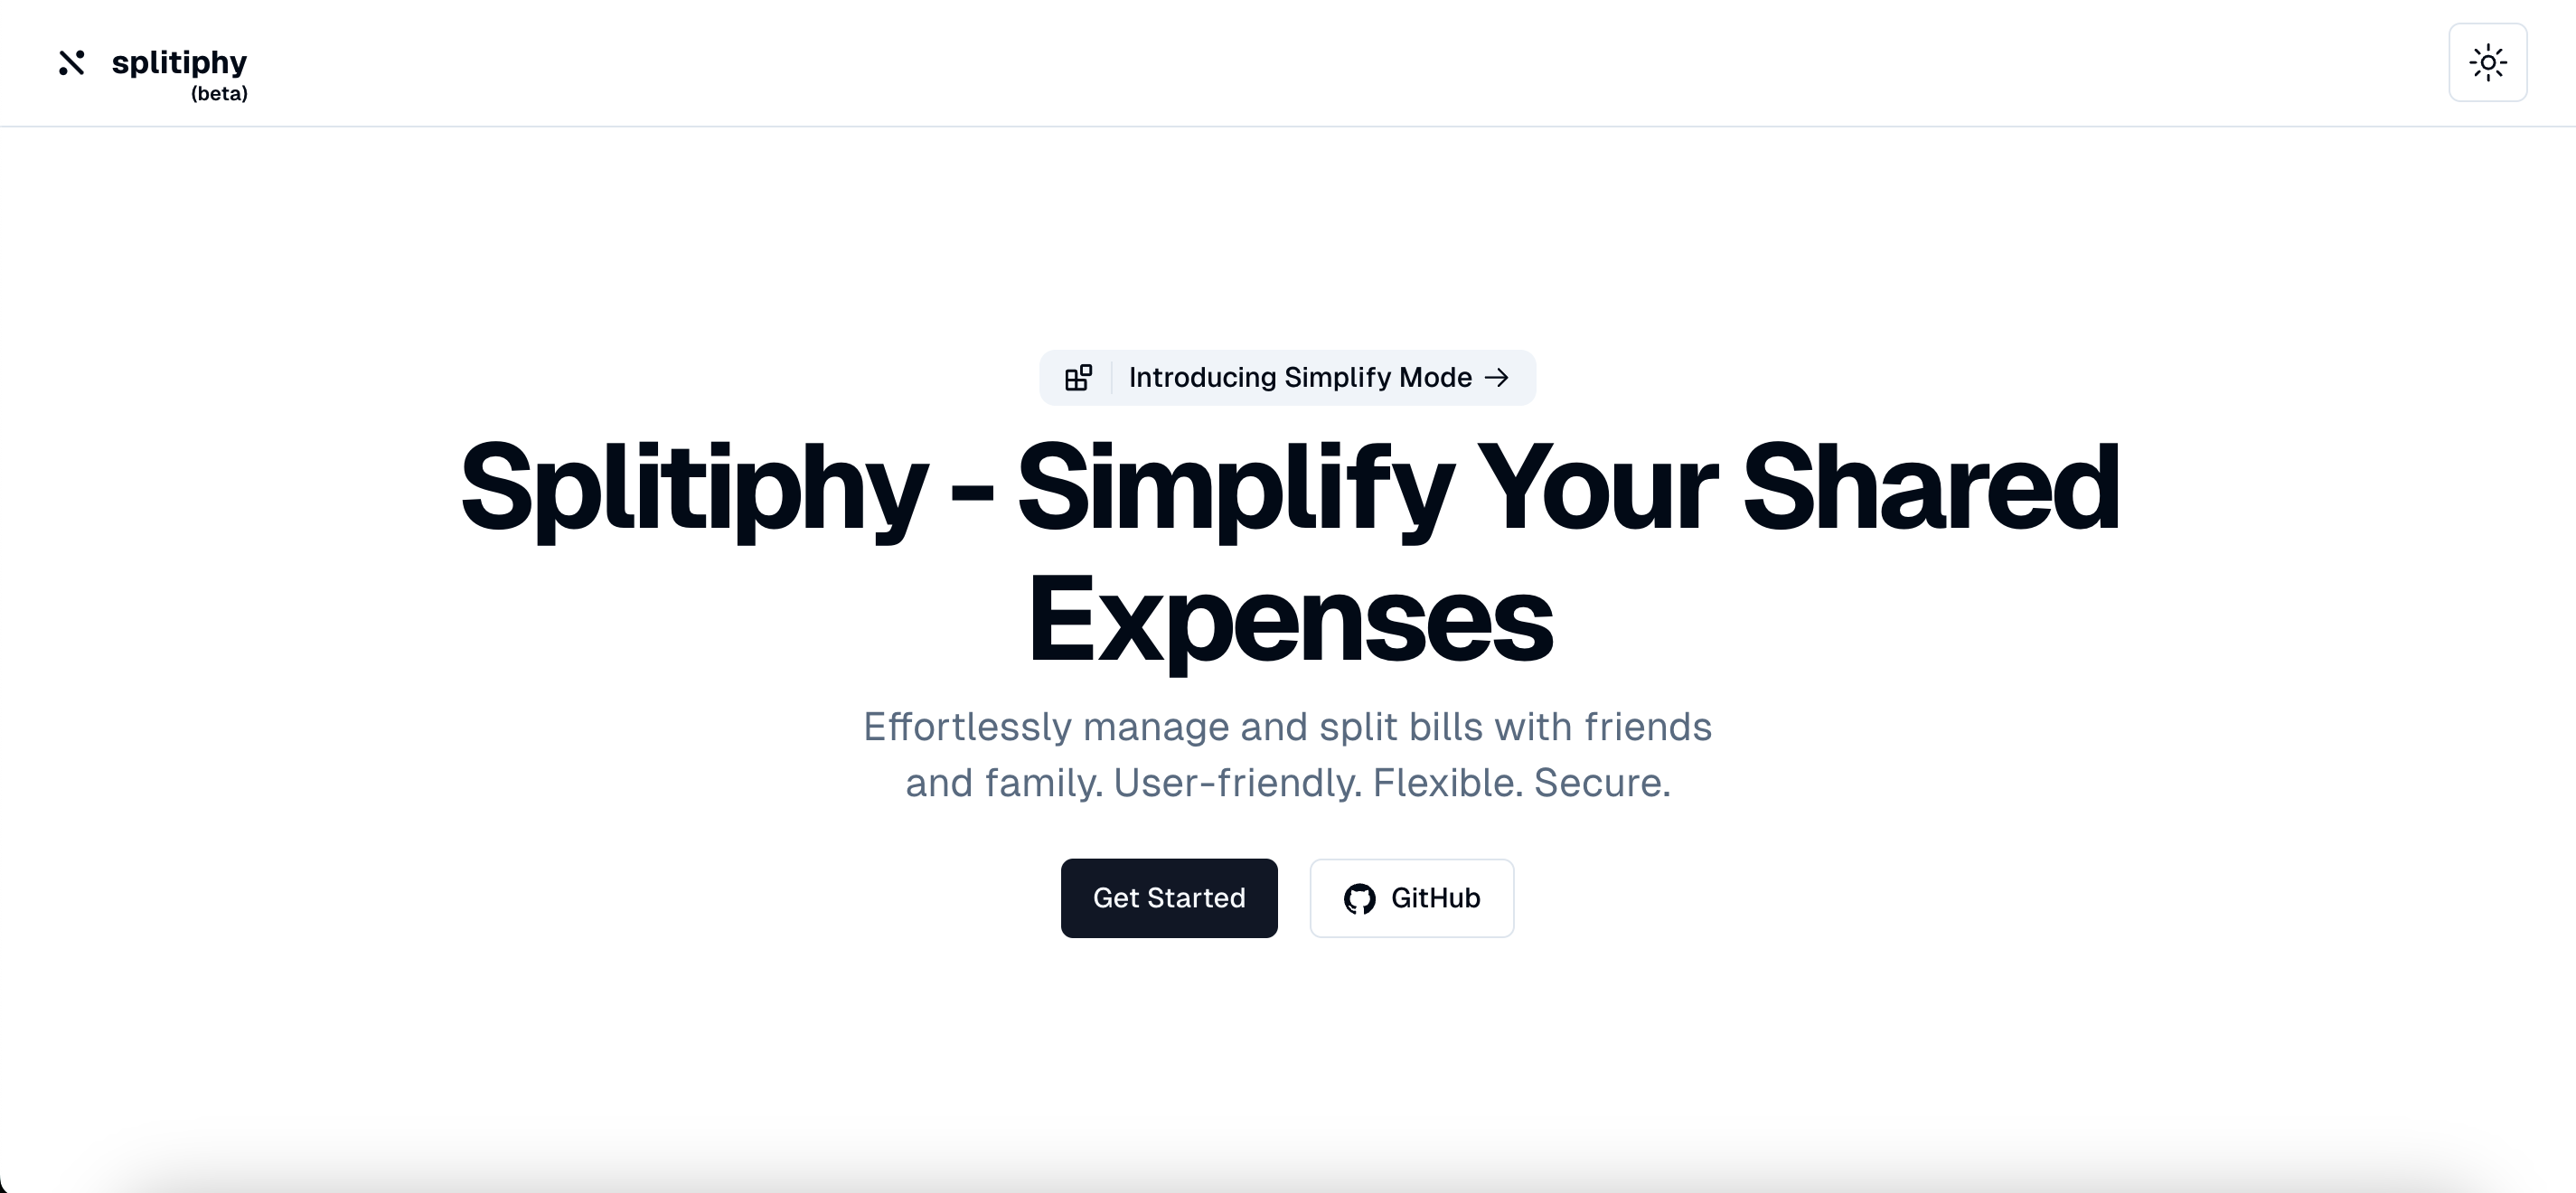 splitiphy
(beta)
Introducing Simplify Mode →
Splitiphy - Simplify Your Shared
Expenses
Effortlessly manage and split bills with friends
and family. User-friendly. Flexible. Secure.
Get Started
GitHub